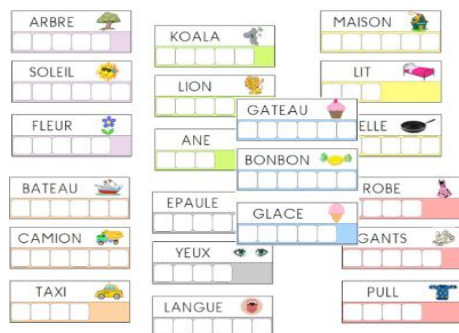 ARBRE
SOLEIL
FLEUR
BATEAU
CAMION
TAXI
KOALA
LION
ANE
EPAULE
YEUX
LANGUE
GATEAU
BONBON
GLACE
MAISON
LIT
ELLE
ROBE
GANTS
PULL